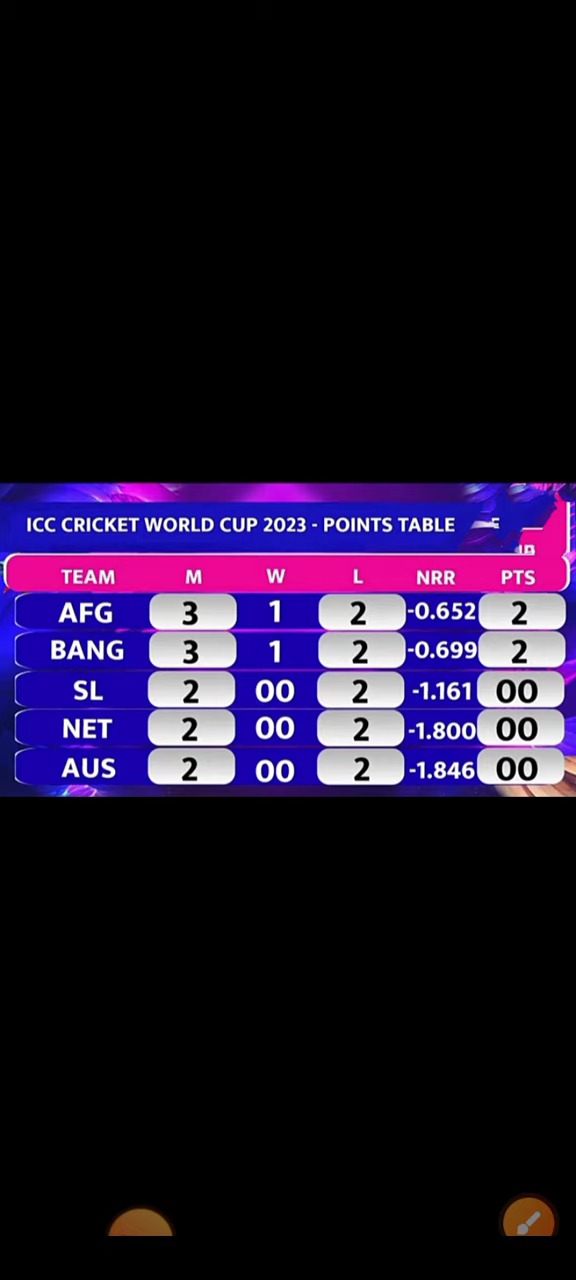 ICC CRICKET WORLD CUP 2023 - POINTS TABLE
TEAM M W L NRR PTS
AFG 3 1 2 -0.652 2
BANG 3 1 2 -0.699 2
SL 2 00 2 -1.161 00
NET 2 00 2 -1.800 00
AUS 2 00 2 -1.846 00